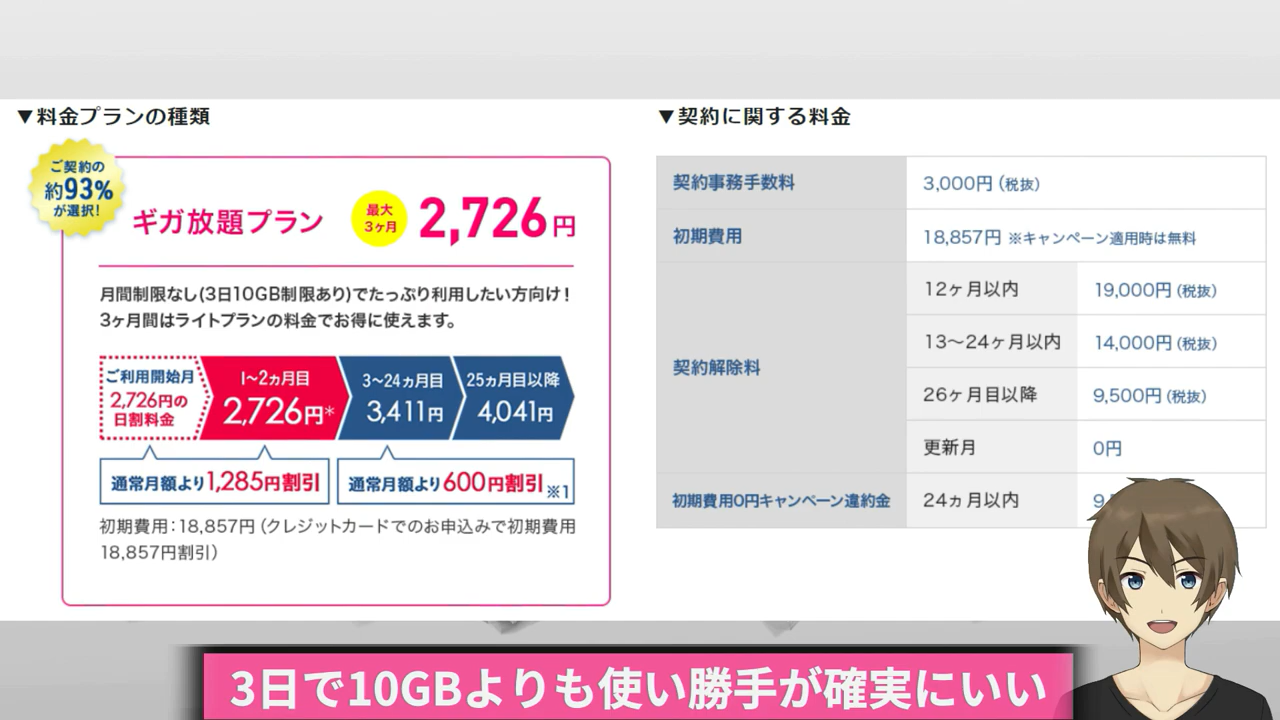 ▼料金プランの種類
ご契約の
約93%
が選択!
ギガ放題プラン
最大
3ヶ月
2,726円
月間制限なし(3日10GB制限あり)でたっぷり利用したい方向け!
3ヶ月間はライトプランの料金でお得に使えます。
ご利用開始月
2,726円の
日割料金
1〜2ヵ月目
2,726円*
3〜24ヵ月目
3,411円
25ヵ月目以降
4,041円
通常月額より1,285円割引
通常月額より600円割引※1
初期費用:18,857円(クレジットカードでのお申込みで初期費用
18,857円割引)
▼契約に関する料金
契約事務手数料
3,000円(税抜)
初期費用
18,857円 ※キャンペーン適用時は無料
契約解除料
12ヶ月以内
19,000円(税抜)
13〜24ヶ月以内
14,000円(税抜)
26ヶ月目以降
9,500円(税抜)
更新月
0円
初期費用0円キャンペーン違約金
24ヵ月以内
3日で10GBよりも使い勝手が確実にいい